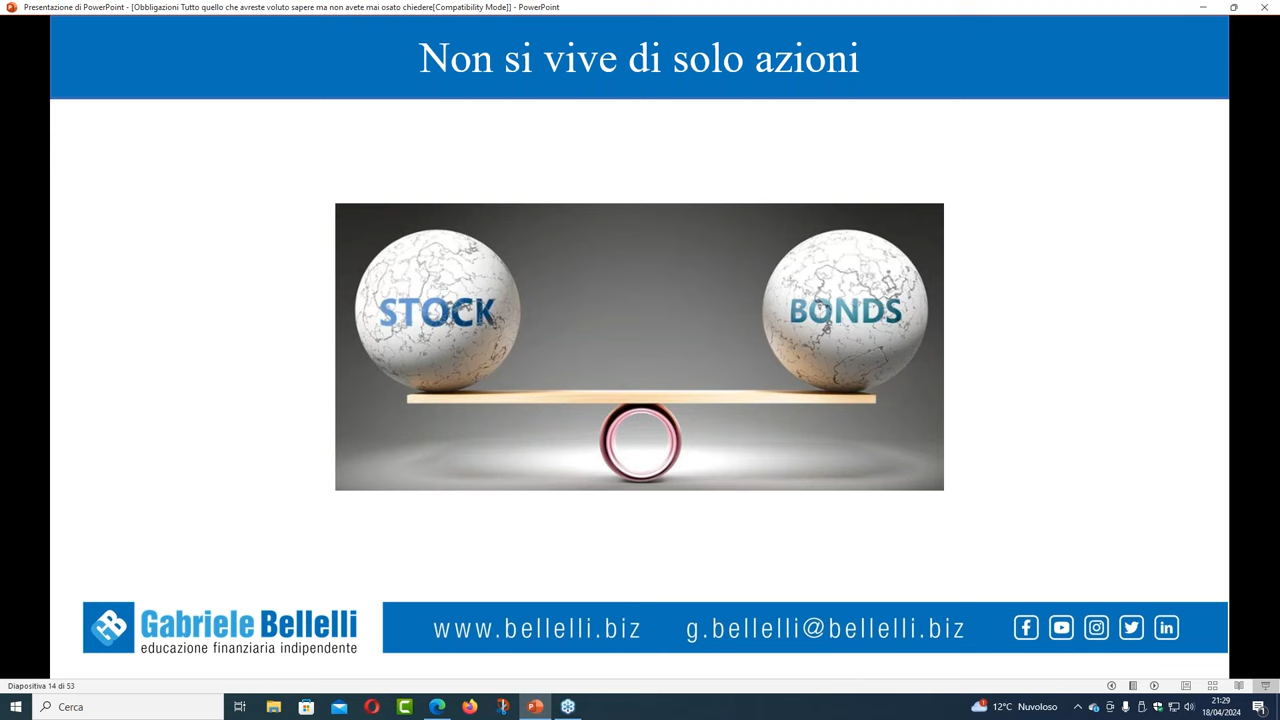 Presentazione di PowerPoint - [Obbligazioni Tutto quello che avreste voluto sapere ma non avete mai osato chiedere[Compatibility Mode]] - PowerPoint
Non si vive di solo azioni
STOCK
BONDS
Gabriele Bellelli
educazione finanziaria indipendente
www.bellelli.biz
g.bellelli@bellelli.biz
Diapositiva 14 di 53
Cerca
12°C Nuvoloso
21:29
18/04/2024